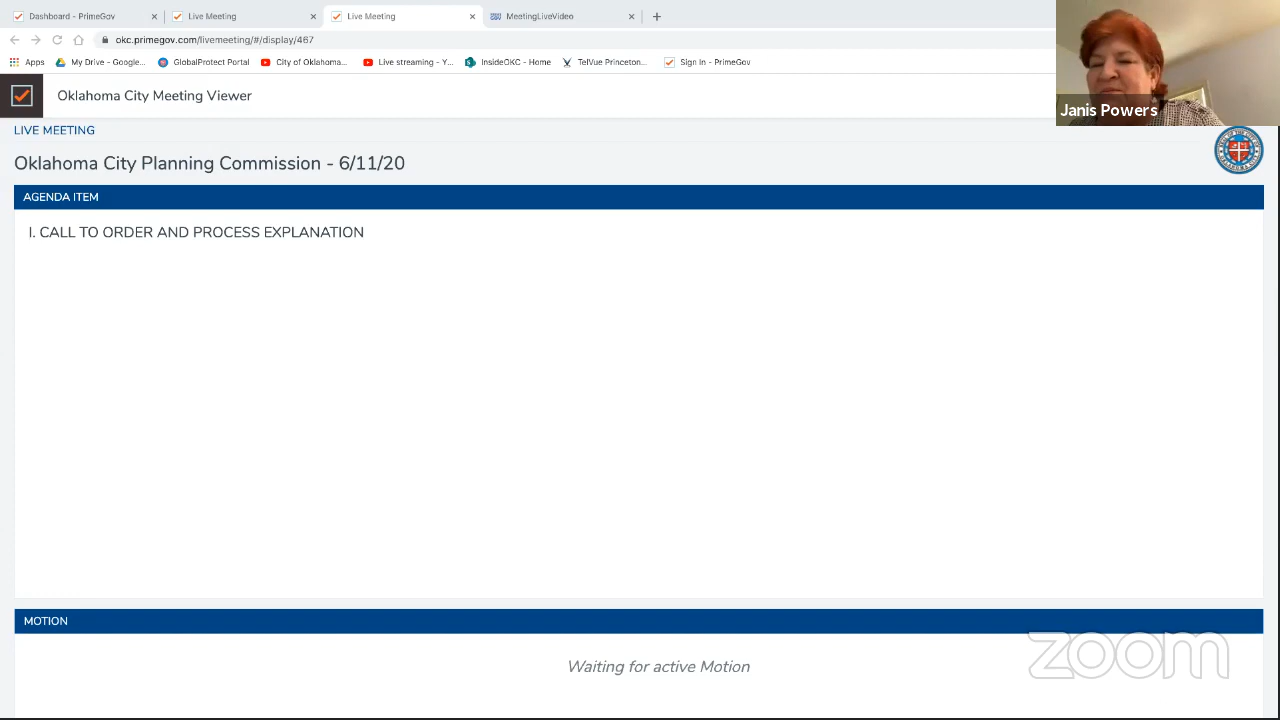 Dashboard - PrimeGov
Live Meeting
Live Meeting
MeetingLiveVideo
okc.primegov.com/livemeeting/#/display/467
Apps
My Drive - Google...
GlobalProtect Portal
City of Oklahoma...
Live streaming - Y...
InsideOKC - Home
TelVue Princeton...
Sign In - PrimeGov
Oklahoma City Meeting Viewer
Janis Powers
LIVE MEETING
Oklahoma City Planning Commission - 6/11/20
AGENDA ITEM
I. CALL TO ORDER AND PROCESS EXPLANATION
MOTION
Waiting for active Motion
zoom